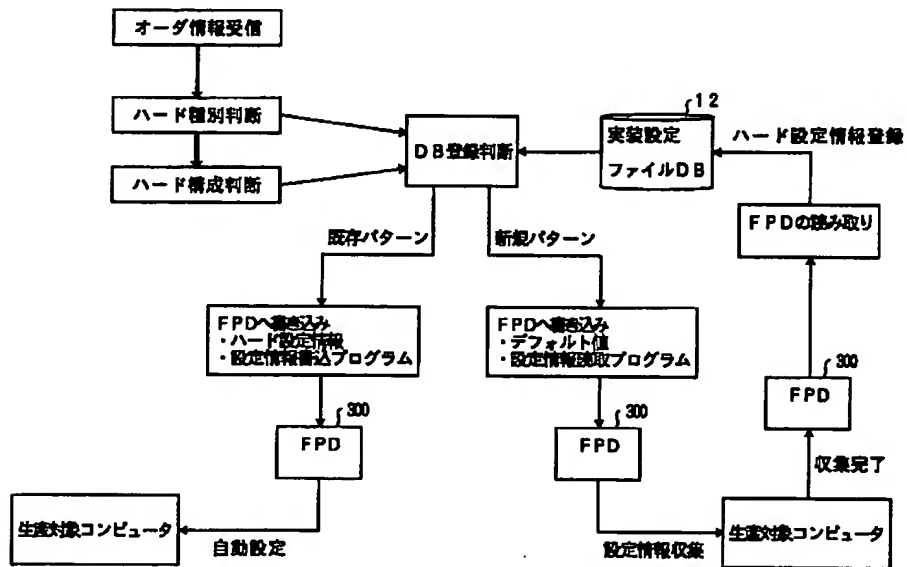 オーダ情報受信
ハード種別判断
ハード構成判断
DB登録判断
12
実装設定
ファイルDB
ハード設定情報登録
FPDの読み取り
既存パターン
新規パターン
FPDへ書き込み
・ハード設定情報
・設定情報書込プログラム
FPDへ書き込み
・デフォルト値
・設定情報読取プログラム
300
FPD
300
FPD
300
FPD
収集完了
生産対象コンピュータ
自動設定
設定情報収集
生産対象コンピュータ